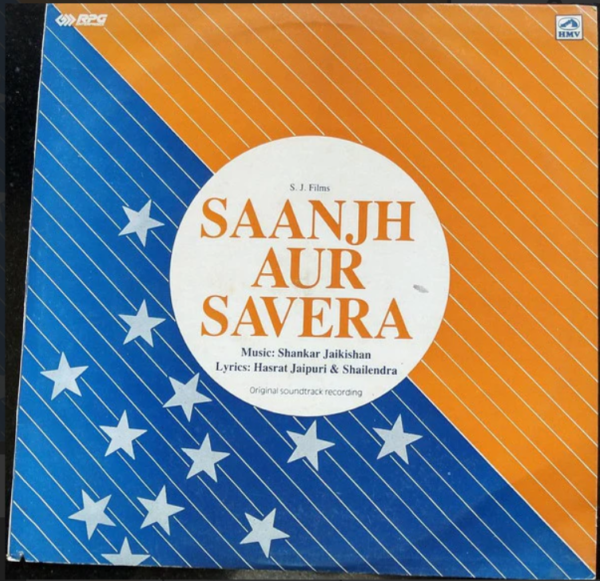 RPG
HMV
S. J. Films
SAANJH
AUR
SAVERA
Music: Shankar Jaikishan
Lyrics: Hasrat Jaipuri & Shailendra
Original soundtrack recording